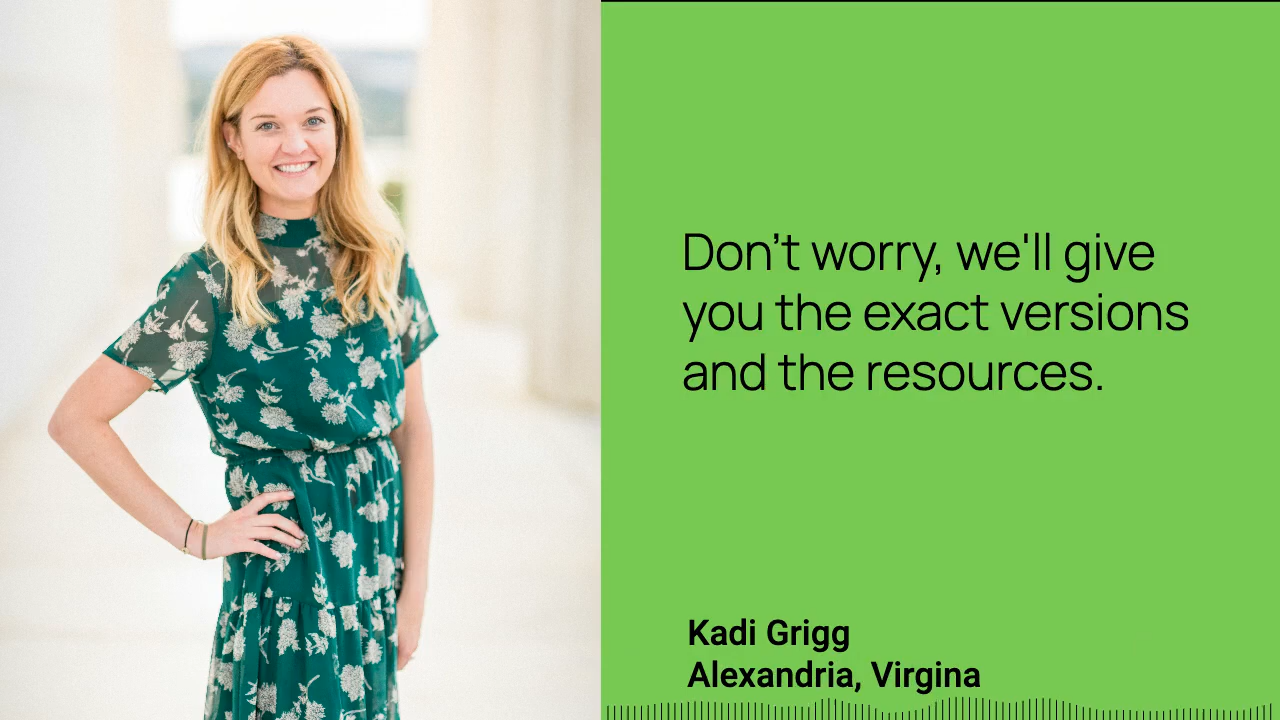 Don’t worry, we'll give
you the exact versions
and the resources.
Kadi Grigg
Alexandria, Virgina